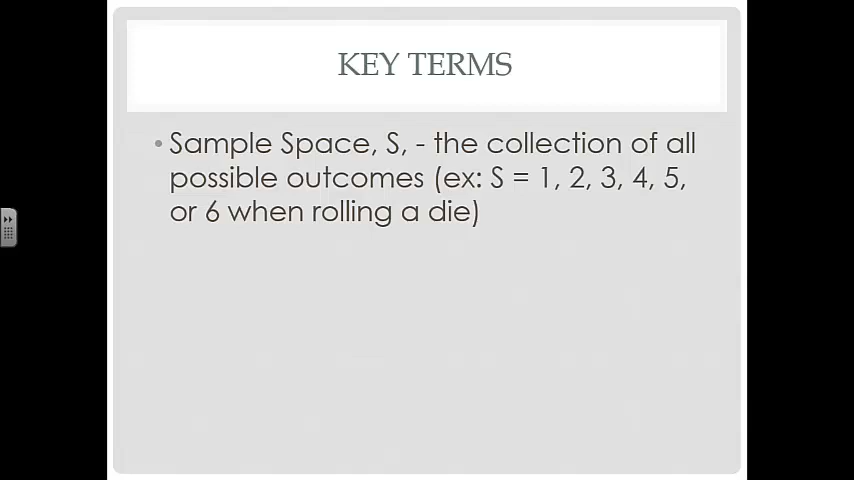 KEY TERMS
• Sample Space, S, - the collection of all
possible outcomes (ex: S = 1, 2, 3, 4, 5,
or 6 when rolling a die)